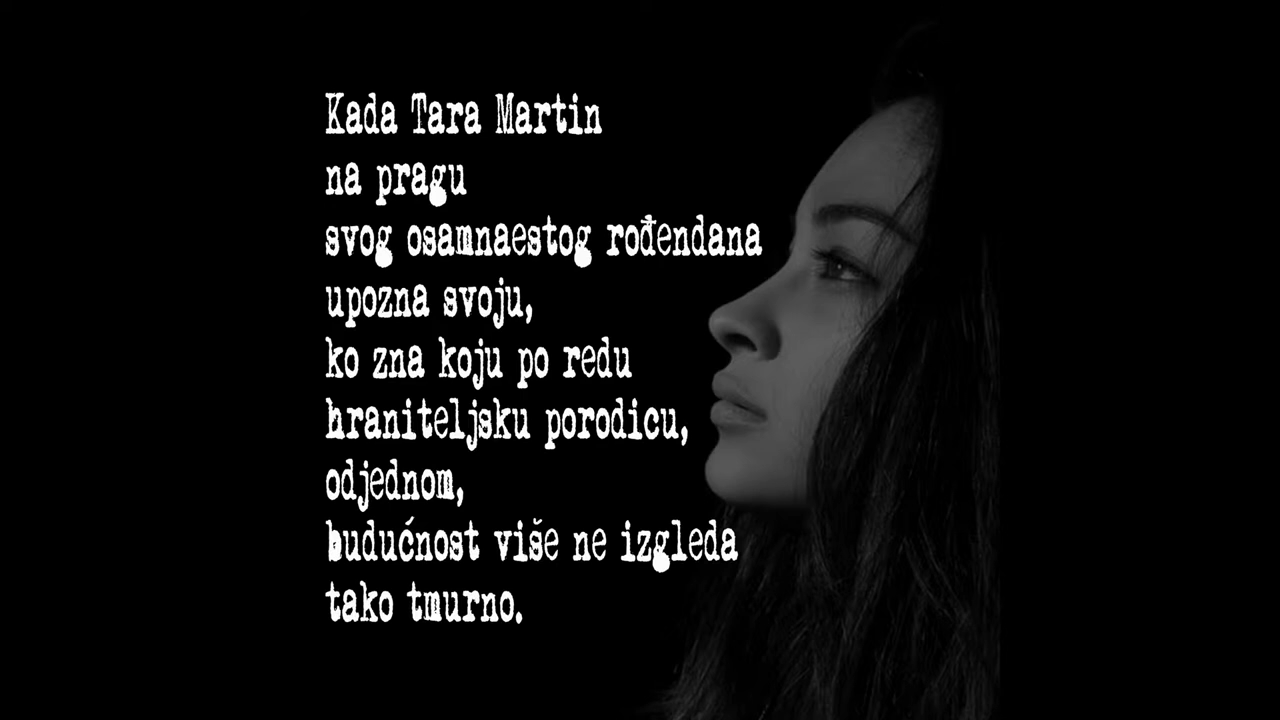 Kada Tara Martin
na pragu
svog osamnaestog rođendana
upozna svoju,
ko zna koju po redu
hraniteljsku porodicu,
odjednom,
budućnost više ne izgleda
tako tmurno.